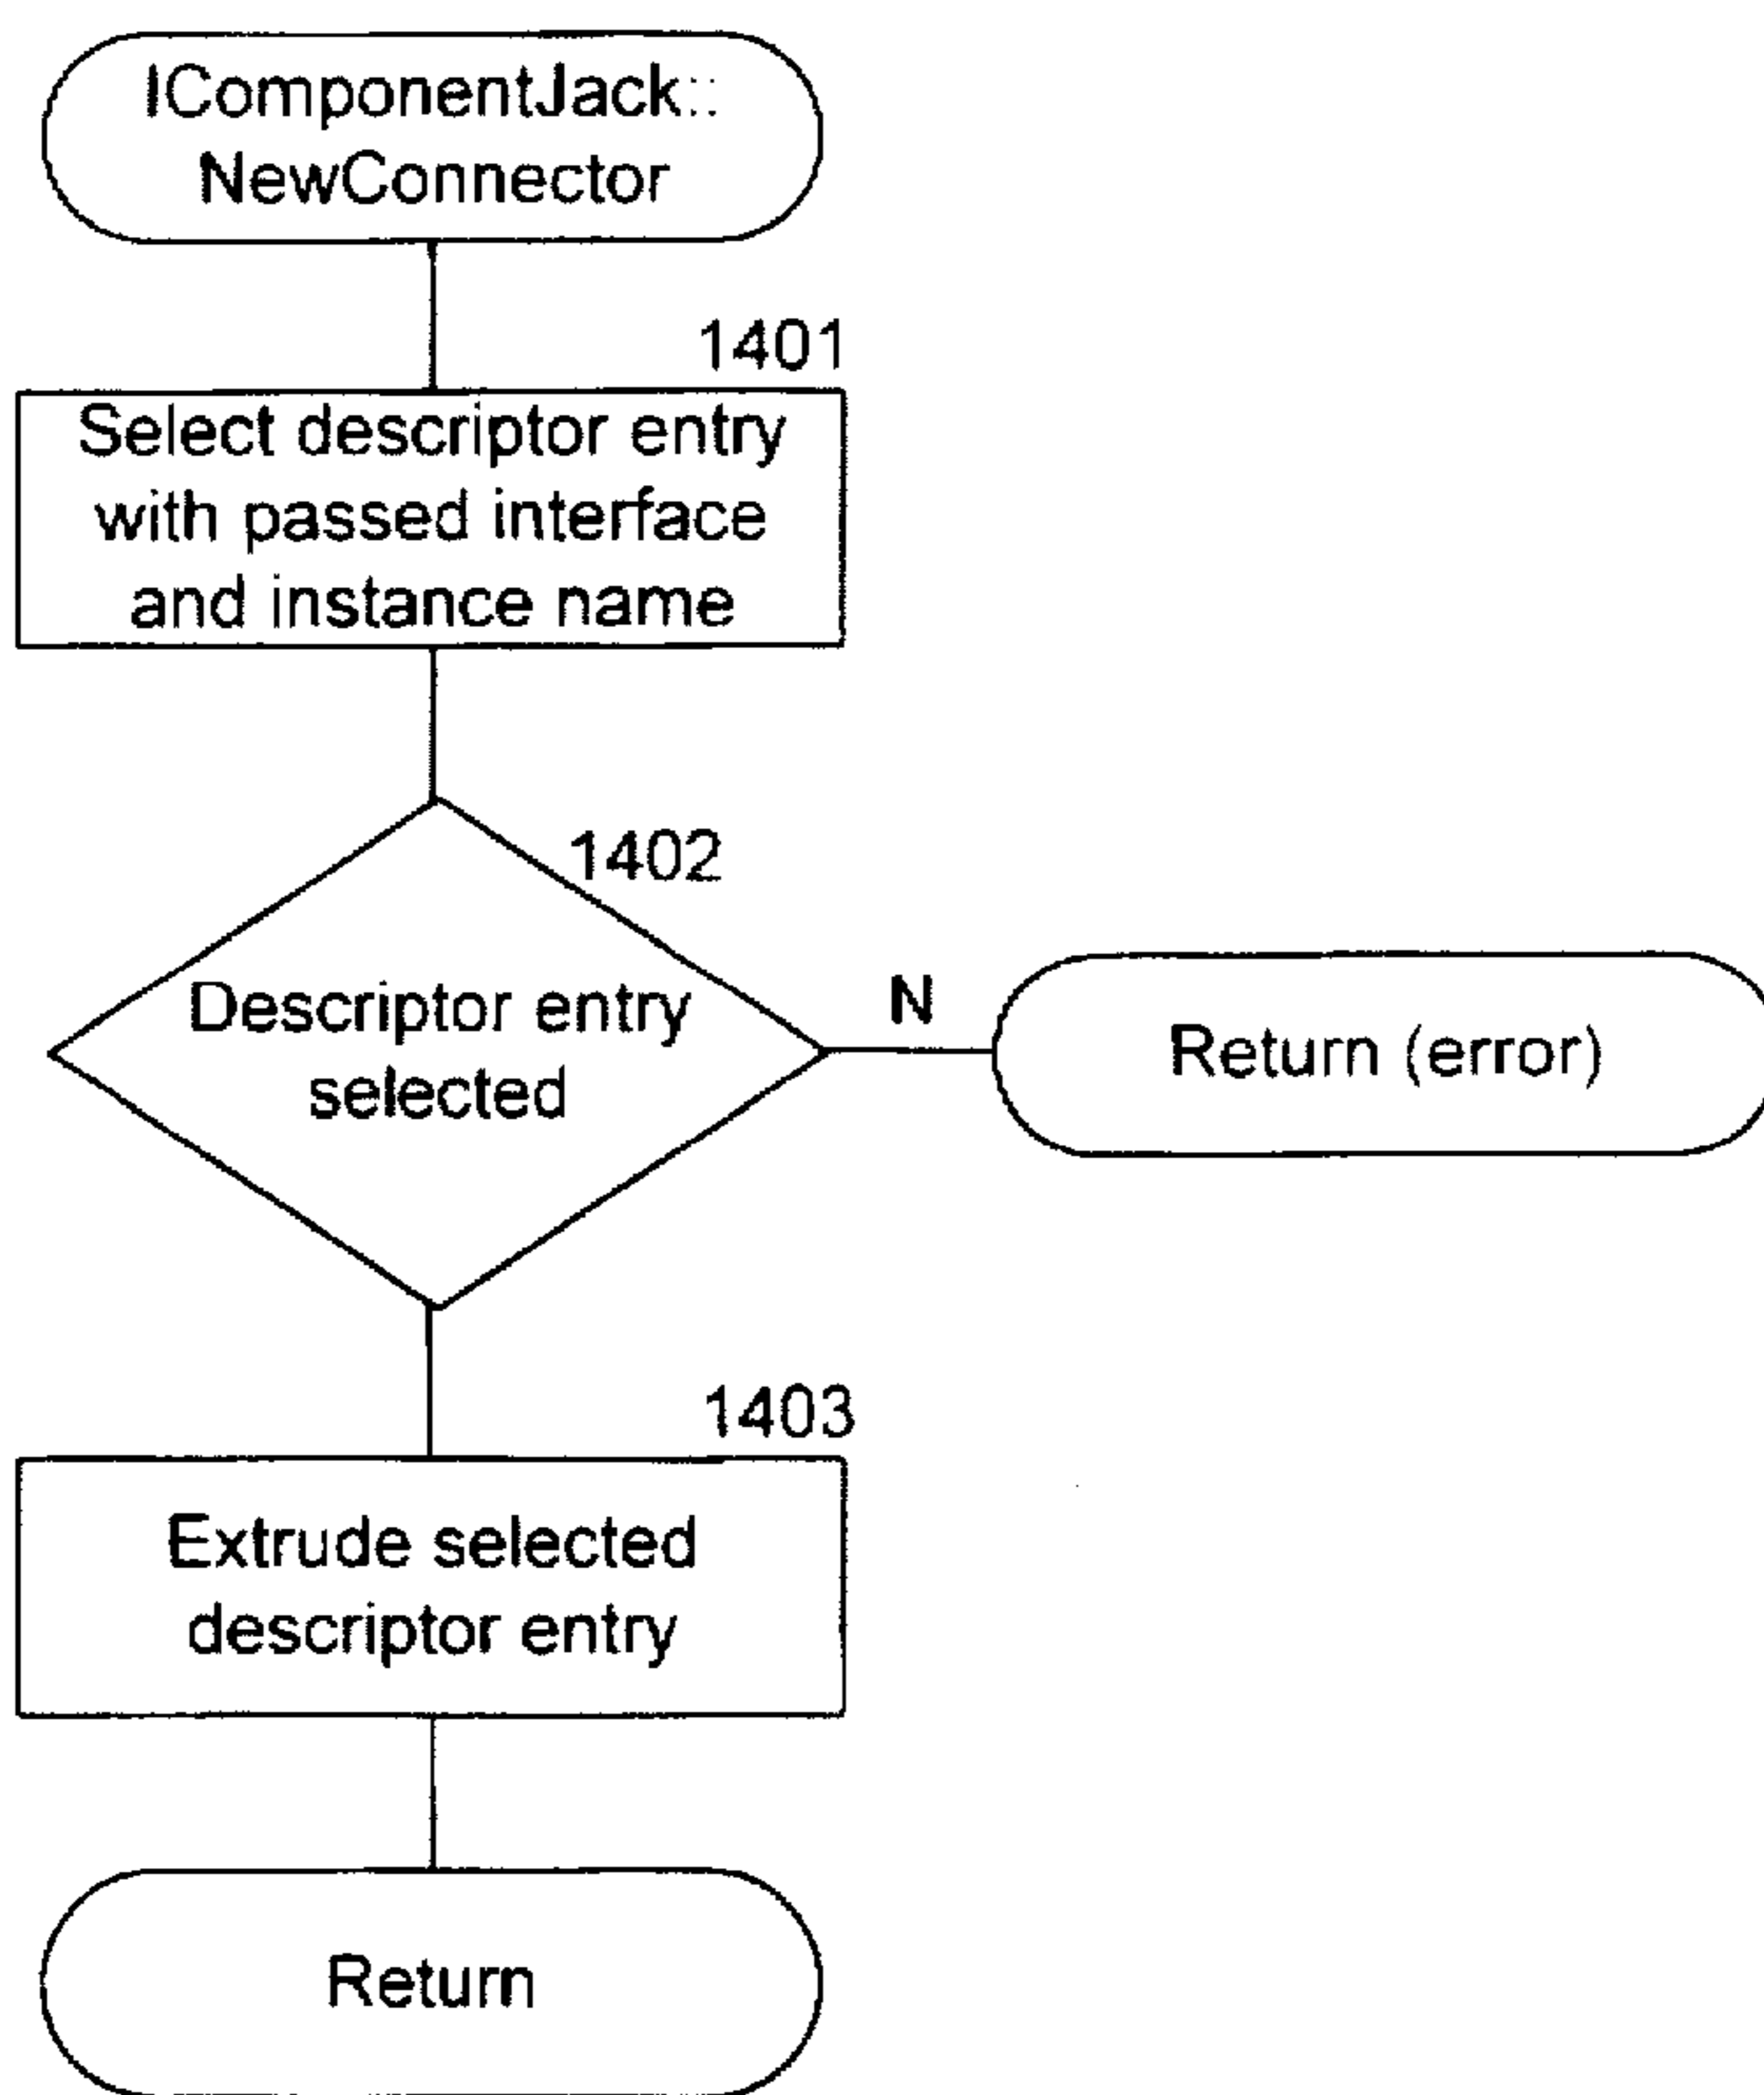 IComponentJack::
NewConnector
1401
Select descriptor entry
with passed interface
and instance name
1402
Descriptor entry
selected
N
Return (error)
1403
Extrude selected
descriptor entry
Return